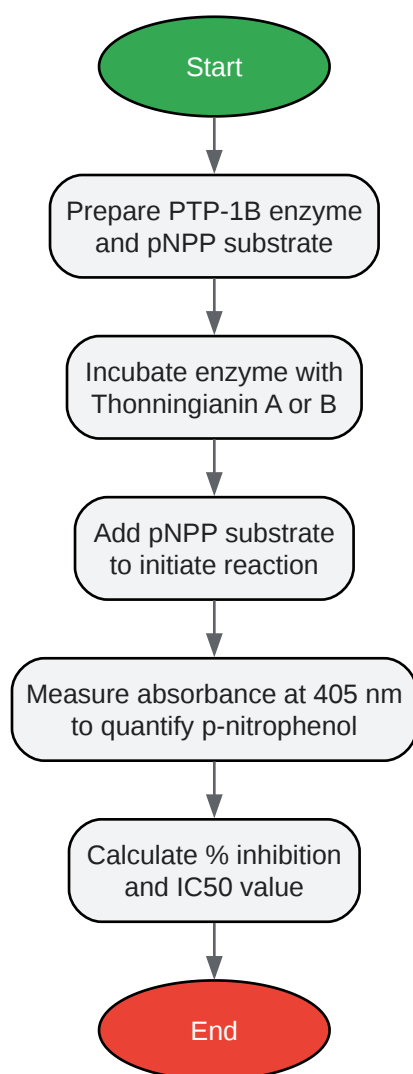 Start
Prepare PTP-1B enzyme
and pNPP substrate
Incubate enzyme with
Thonningianin A or B
Add pNPP substrate
to initiate reaction
Measure absorbance at 405 nm
to quantify p-nitrophenol
Calculate % inhibition
and IC50 value
End